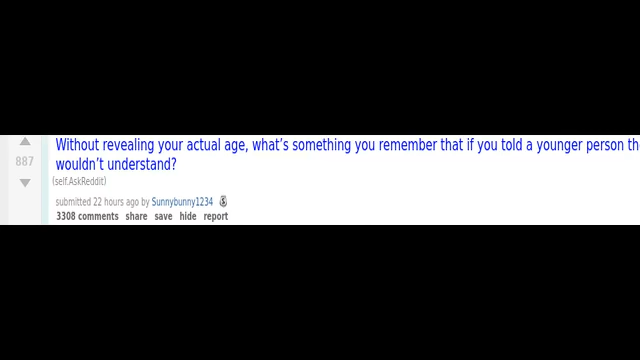 Without revealing your actual age, what's something you remember that if you told a younger person
wouldn't understand?
887
(self.AskReddit)
submitted 22 hours ago by Sunnybunny1234
3308 comments share save hide report